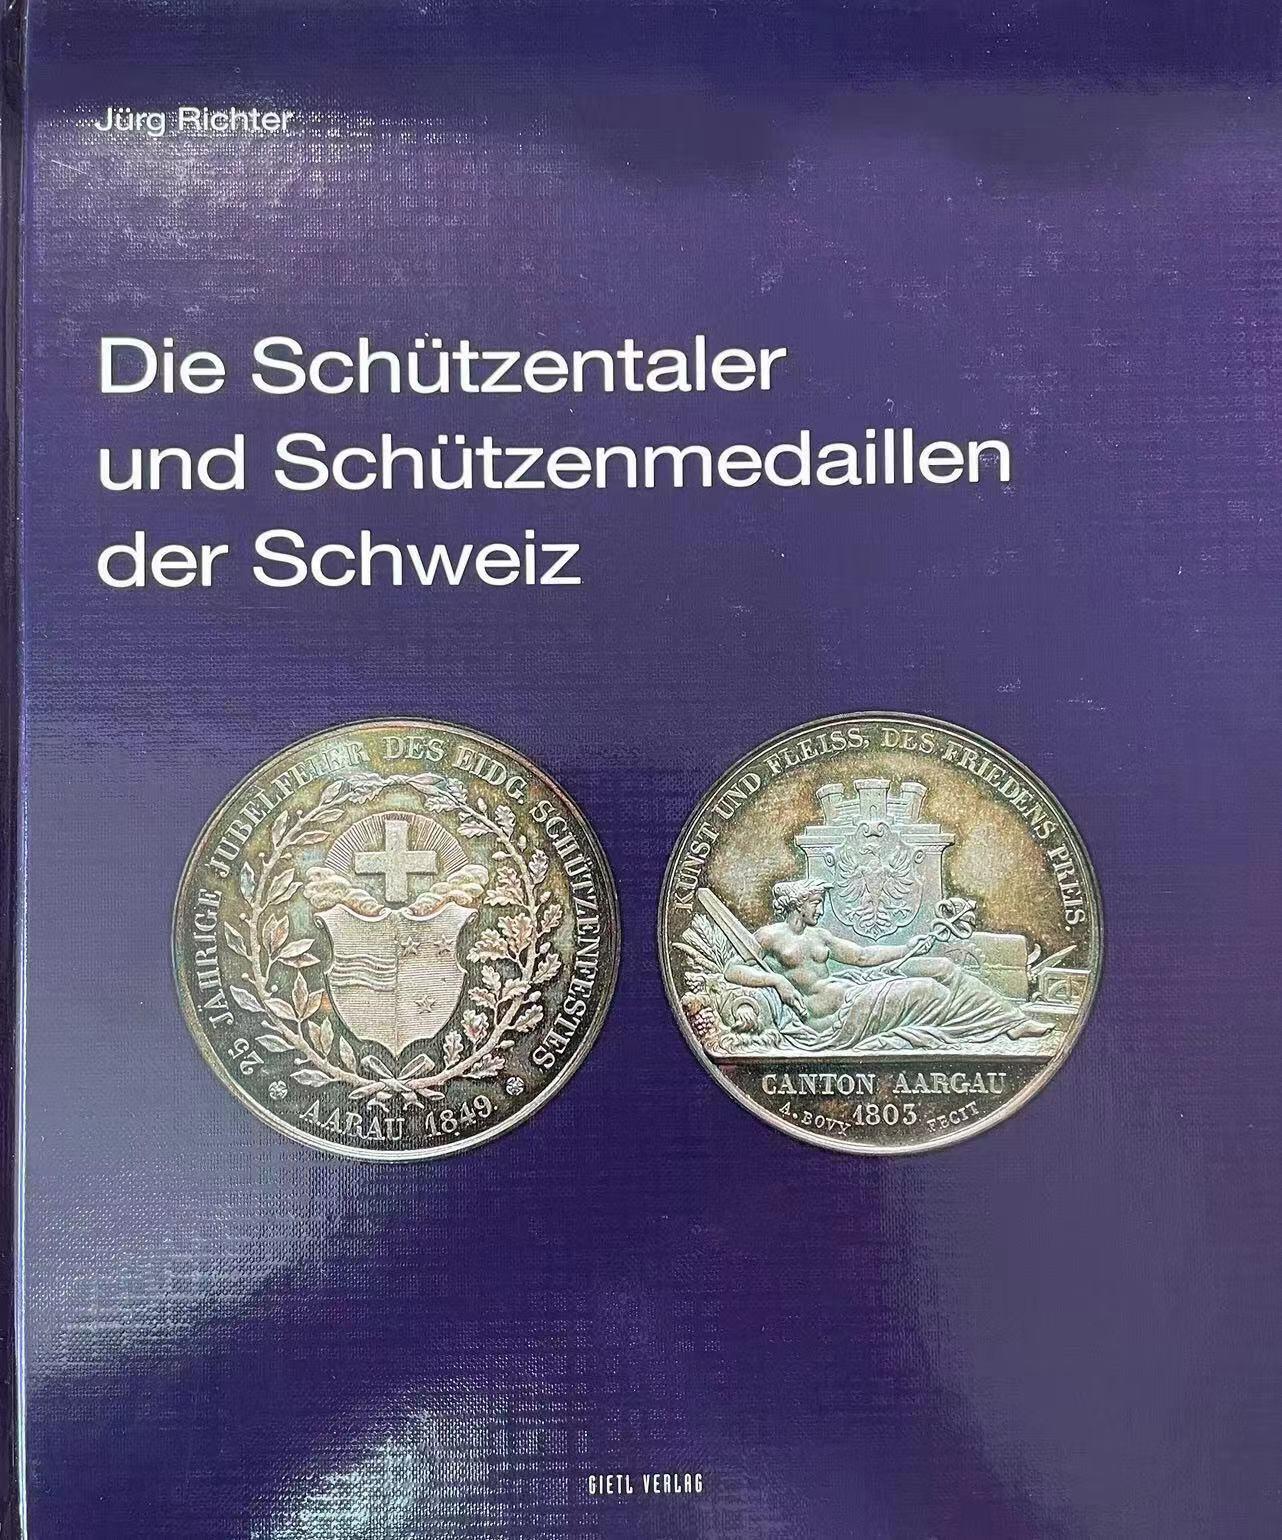 Jürg Richter
Die Schützentaler
und Schützenmedaillen
der Schweiz
25 JÆHRIGE JUBELFEIER DES EIDG. SCHÜTZENFESTES
AARAU 1849.
KUNST UND FLEISS, DES FRIEDENS PREIS.
CANTON AARGAU
1803
A. BOVY FECIT
GIETL VERLAG